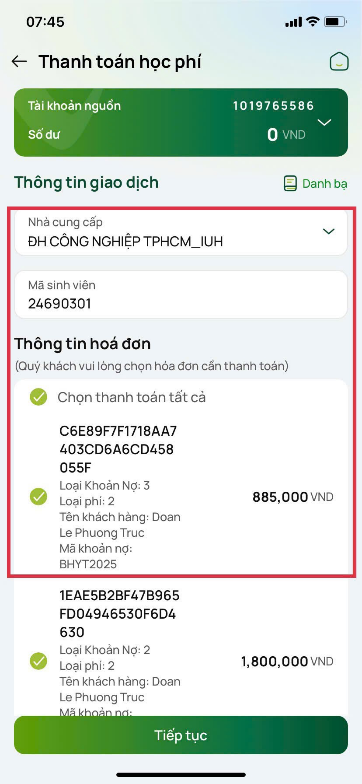 07:45
Thanh toán học phí
Tài khoản nguồn 1019765586
Số dư 0 VND
Thông tin giao dịch Danh bạ
Nhà cung cấp
ĐH CÔNG NGHIỆP TPHCM_IUH
Mã sinh viên
24690301
Thông tin hoá đơn
(Quý khách vui lòng chọn hóa đơn cần thanh toán)
Chọn thanh toán tất cả
C6E89F7F1718AA7
403CD6A6CD458
055F
Loại Khoản Nợ: 3
Loại phí: 2
885,000 VND
Tên khách hàng: Doan
Le Phuong Truc
Mã khoản nợ:
BHYT2025
1EAE5B2BF47B965
FD04946530F6D4
630
Loại Khoản Nợ: 2
Loại phí: 2
1,800,000 VND
Tên khách hàng: Doan
Le Phuong Truc
Mã khoản nợ:
Tiếp tục